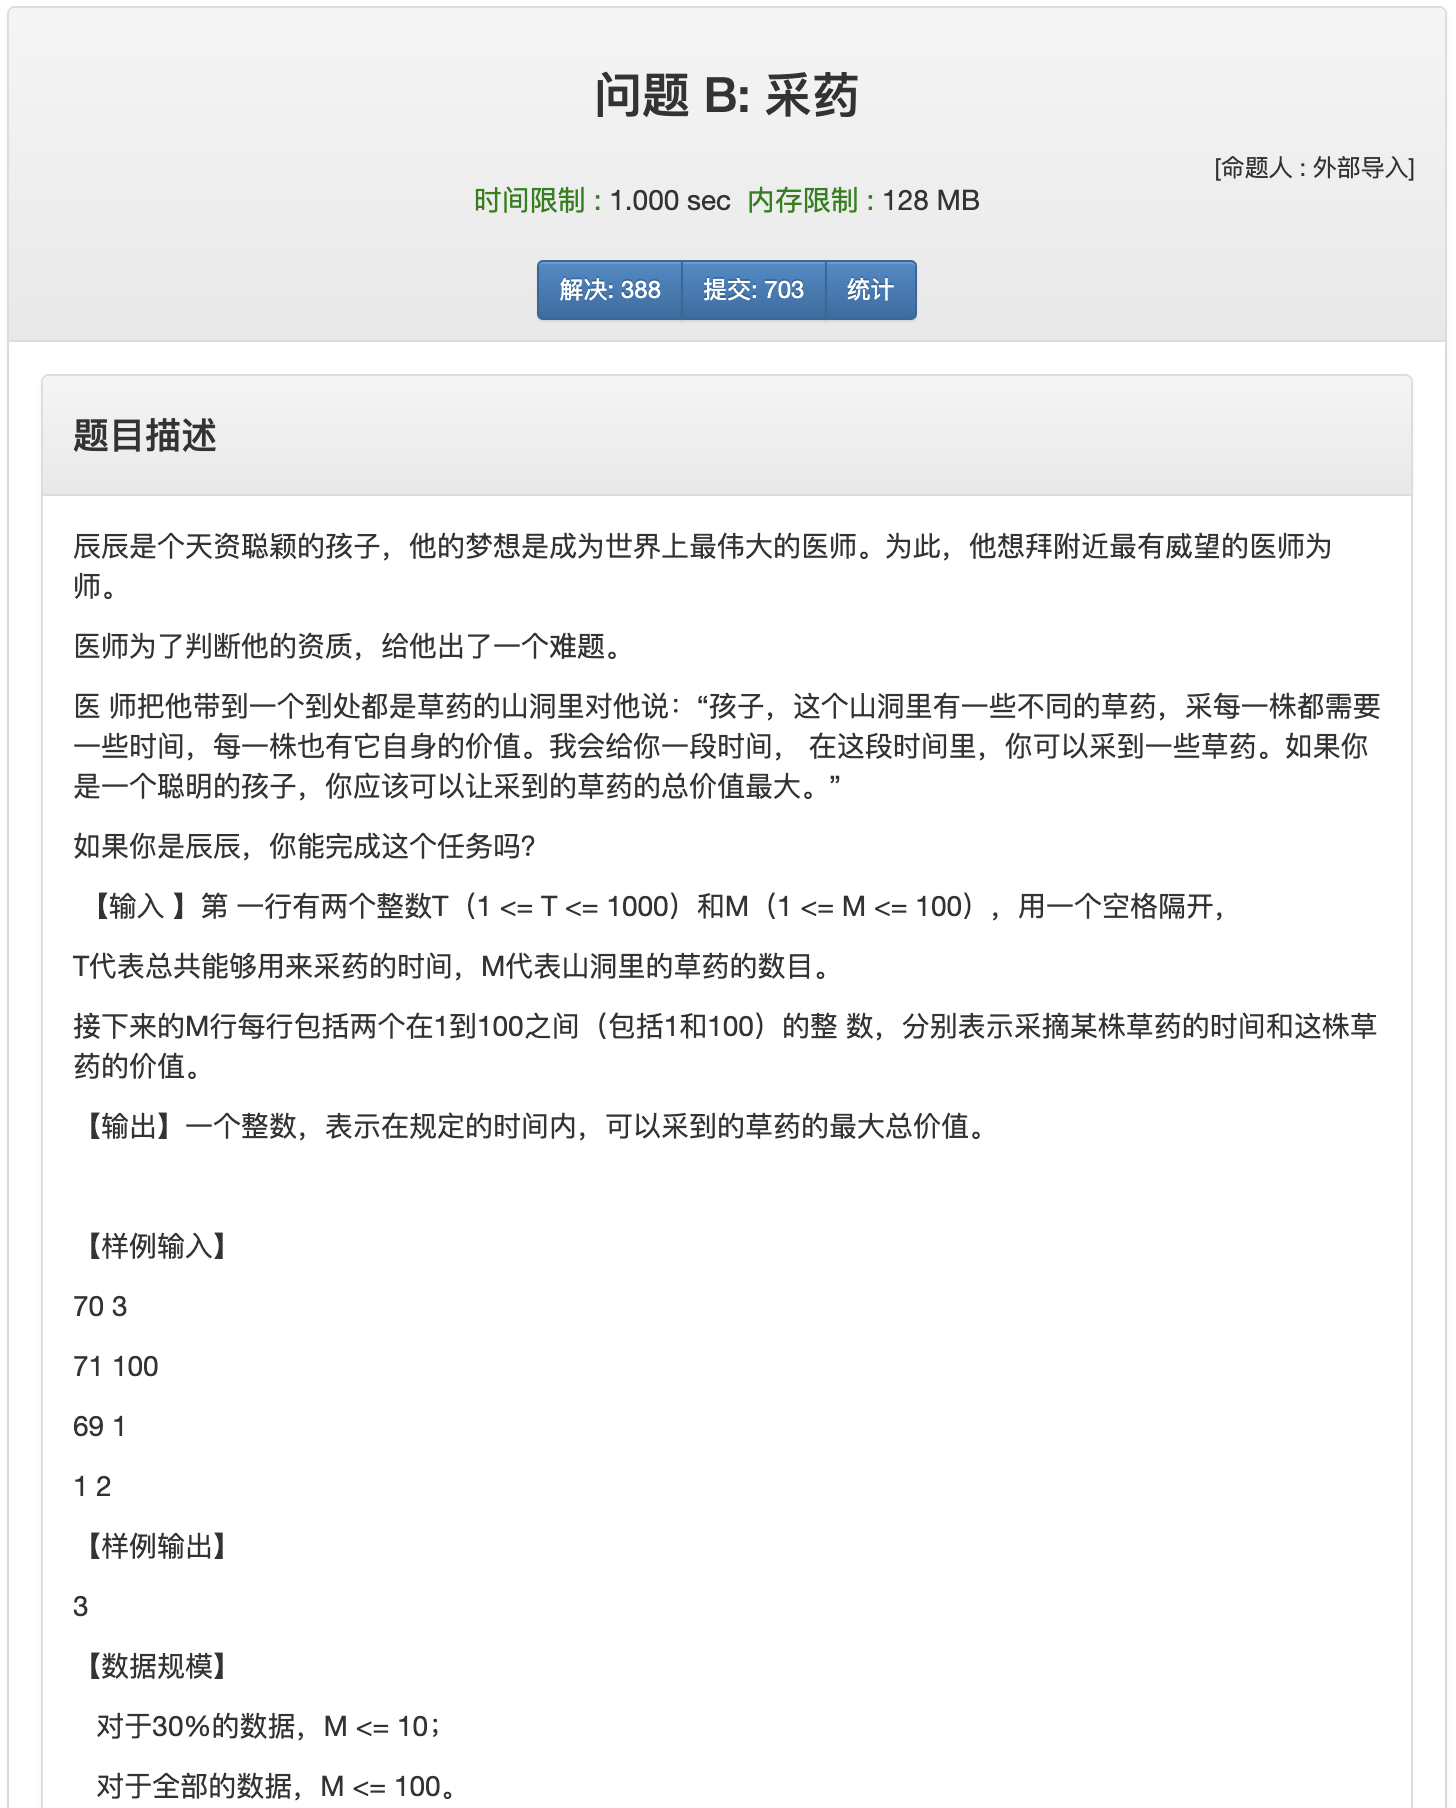 问题 B: 采药
[命题人 : 外部导入]
时间限制 : 1.000 sec  内存限制 : 128 MB
解决: 388 提交: 703 统计
题目描述
辰辰是个天资聪颖的孩子，他的梦想是成为世界上最伟大的医师。为此，他想拜附近最有威望的医师为
师。
医师为了判断他的资质，给他出了一个难题。
医 师把他带到一个到处都是草药的山洞里对他说：“孩子，这个山洞里有一些不同的草药，采每一株都需要
一些时间，每一株也有它自身的价值。我会给你一段时间， 在这段时间里，你可以采到一些草药。如果你
是一个聪明的孩子，你应该可以让采到的草药的总价值最大。”
如果你是辰辰，你能完成这个任务吗？
【输入 】第 一行有两个整数T（1 <= T <= 1000）和M（1 <= M <= 100），用一个空格隔开，
T代表总共能够用来采药的时间，M代表山洞里的草药的数目。
接下来的M行每行包括两个在1到100之间（包括1和100）的整 数，分别表示采摘某株草药的时间和这株草
药的价值。
【输出】一个整数，表示在规定的时间内，可以采到的草药的最大总价值。
【样例输入】
70 3
71 100
69 1
1 2
【样例输出】
3
【数据规模】
对于30%的数据，M <= 10；
对于全部的数据，M <= 100。